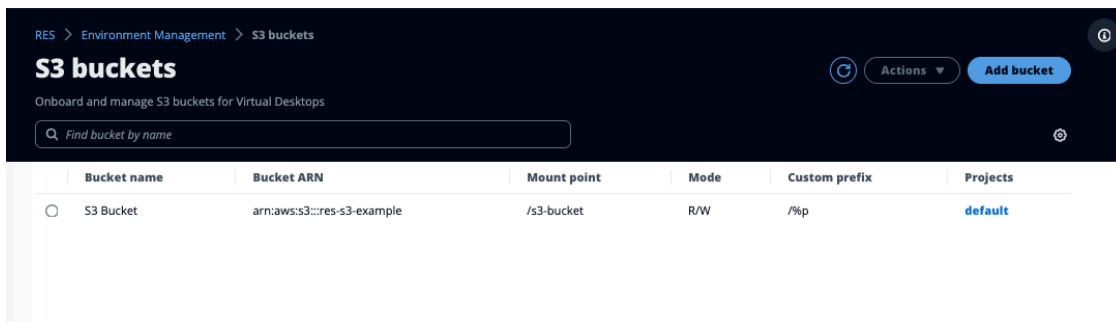 RES > Environment Management > S3 buckets
S3 buckets
Actions ▼ Add bucket
Onboard and manage S3 buckets for Virtual Desktops
Find bucket by name
Bucket name Bucket ARN Mount point Mode Custom prefix Projects
S3 Bucket arn:aws:s3:::res-s3-example /s3-bucket R/W /%p default